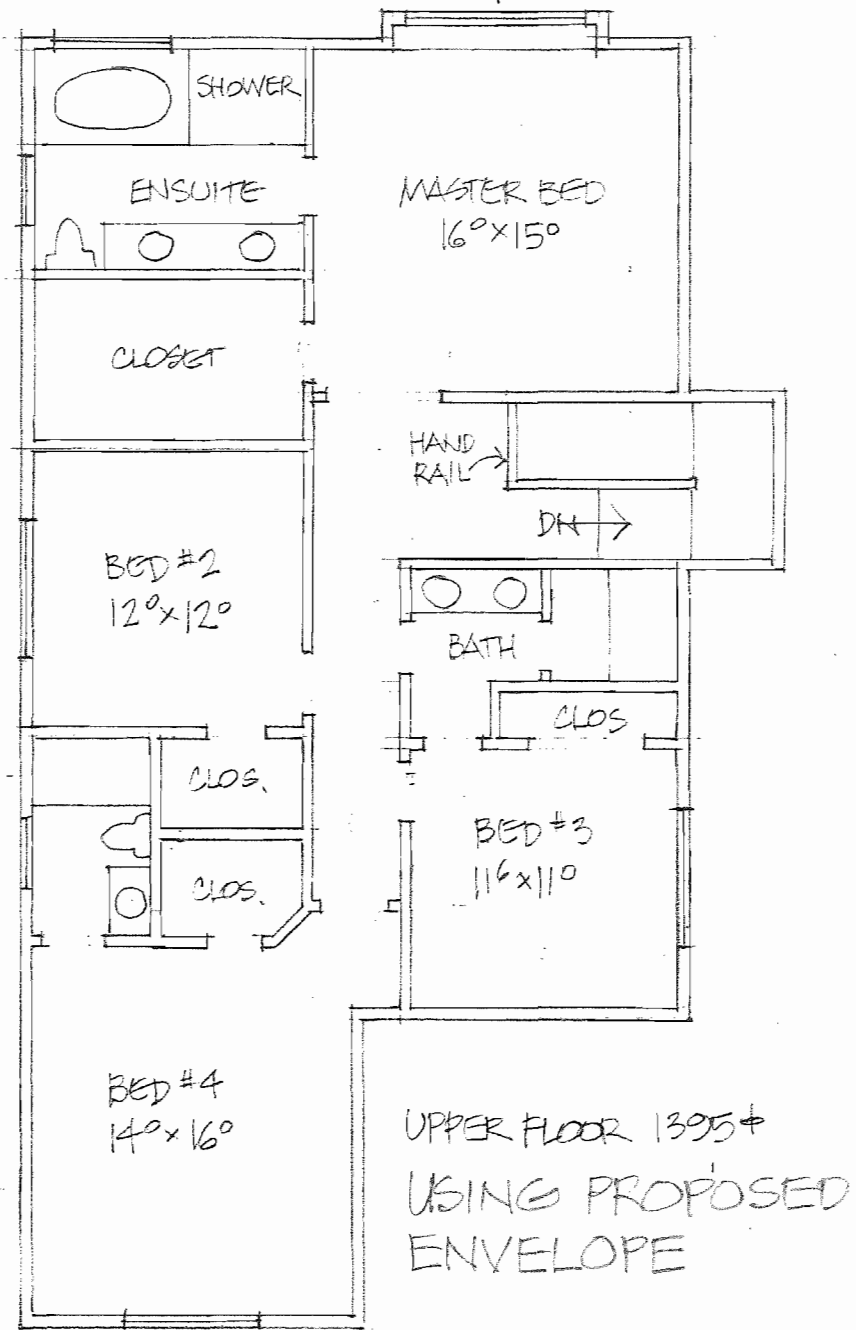 SHOWER
ENSUITE
MASTER BED
16⁰ x 15⁰
CLOSET
HAND
RAIL
DN
BED #2
12⁰ x 12⁰
BATH
CLOS
CLOS.
BED #3
11⁶ x 11⁰
CLOS.
BED #4
14⁰ x 16⁰
UPPER FLOOR 1395⌽
USING PROPOSED
ENVELOPE